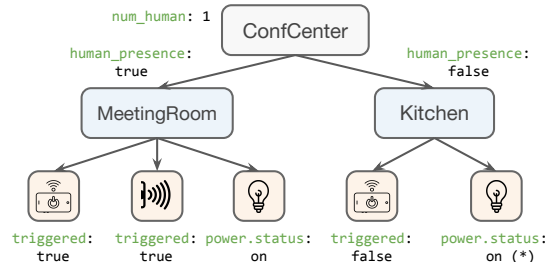 num_human: 1
ConfCenter
human_presence:
true
human_presence:
false
MeetingRoom
Kitchen
triggered:
true
triggered:
true
power.status:
on
triggered:
false
power.status:
on (*)